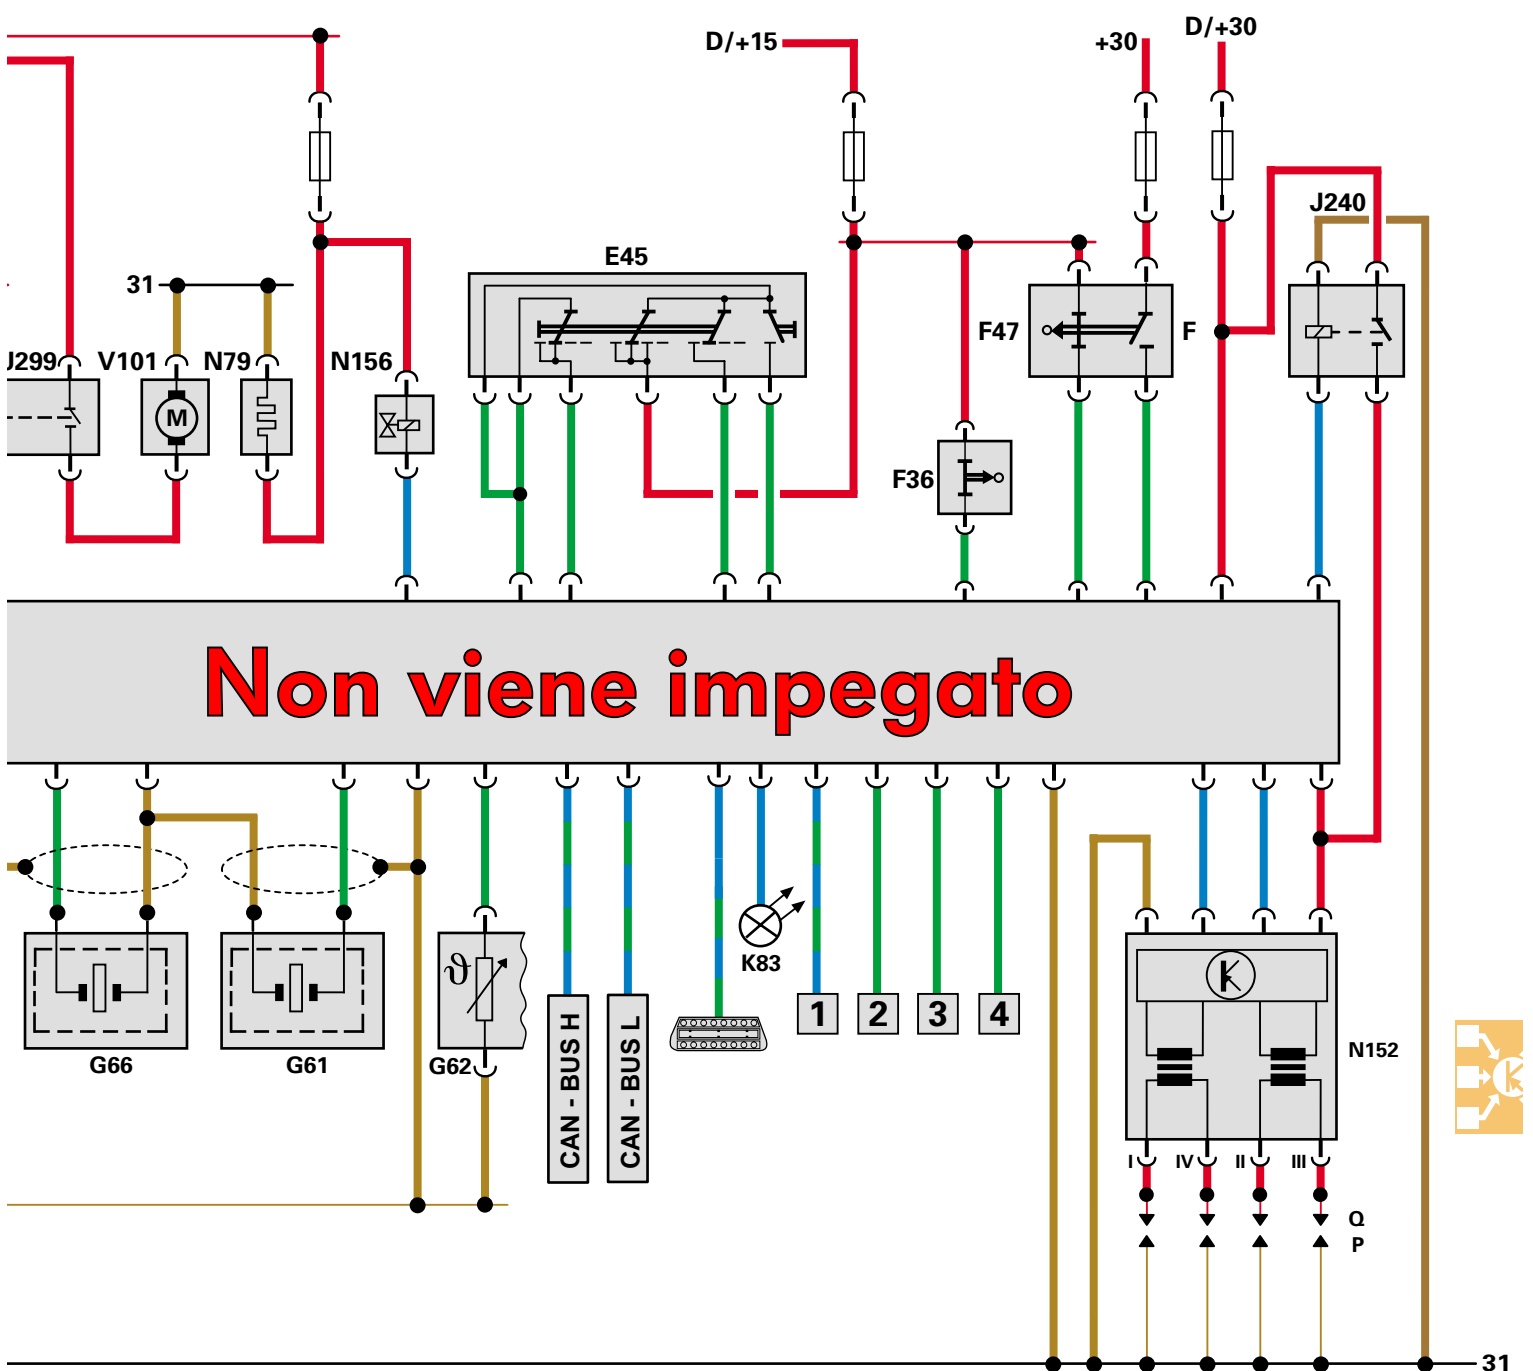 D/+15
+30
D/+30
J240
E45
31
F47
F
J299
V101
N79
N156
M
F36
Non viene impegato
K83
ϑ
1
2
3
4
CAN - BUS H
CAN - BUS L
G66
G61
G62
N152
I
IV
II
III
Q
P
31